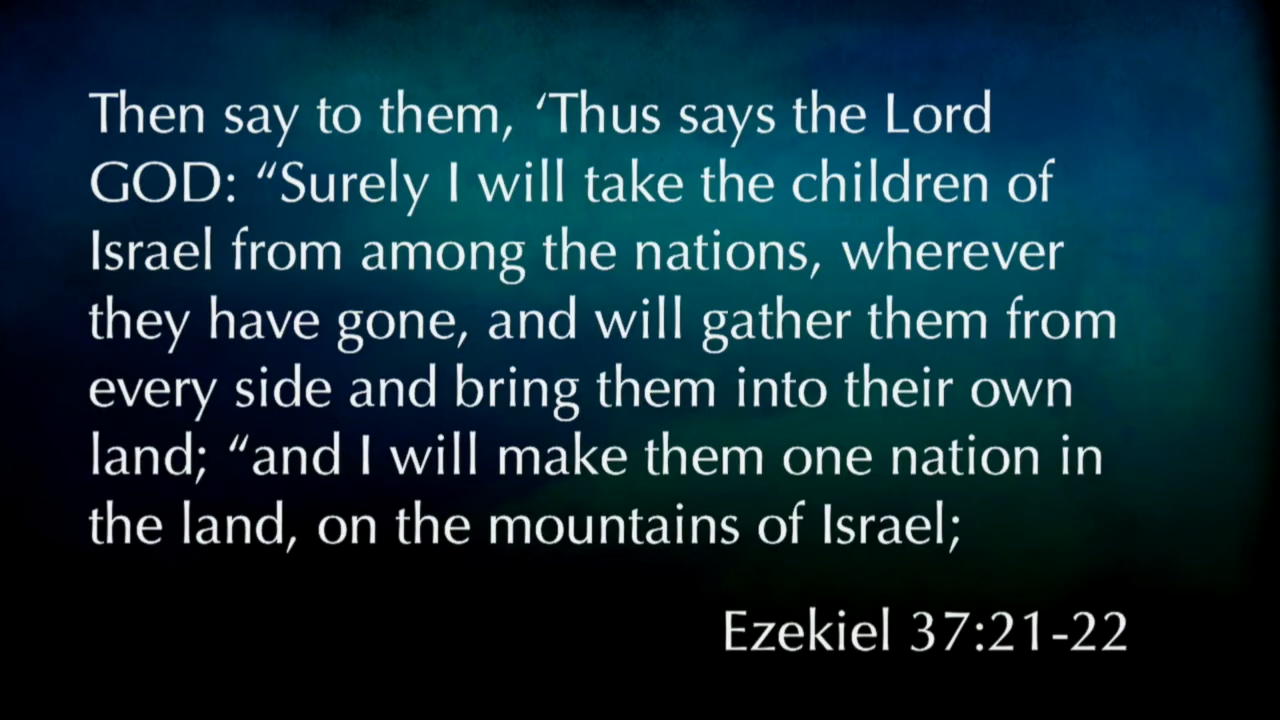 Then say to them, ‘Thus says the Lord
GOD: “Surely I will take the children of
Israel from among the nations, wherever
they have gone, and will gather them from
every side and bring them into their own
land; “and I will make them one nation in
the land, on the mountains of Israel;
Ezekiel 37:21-22